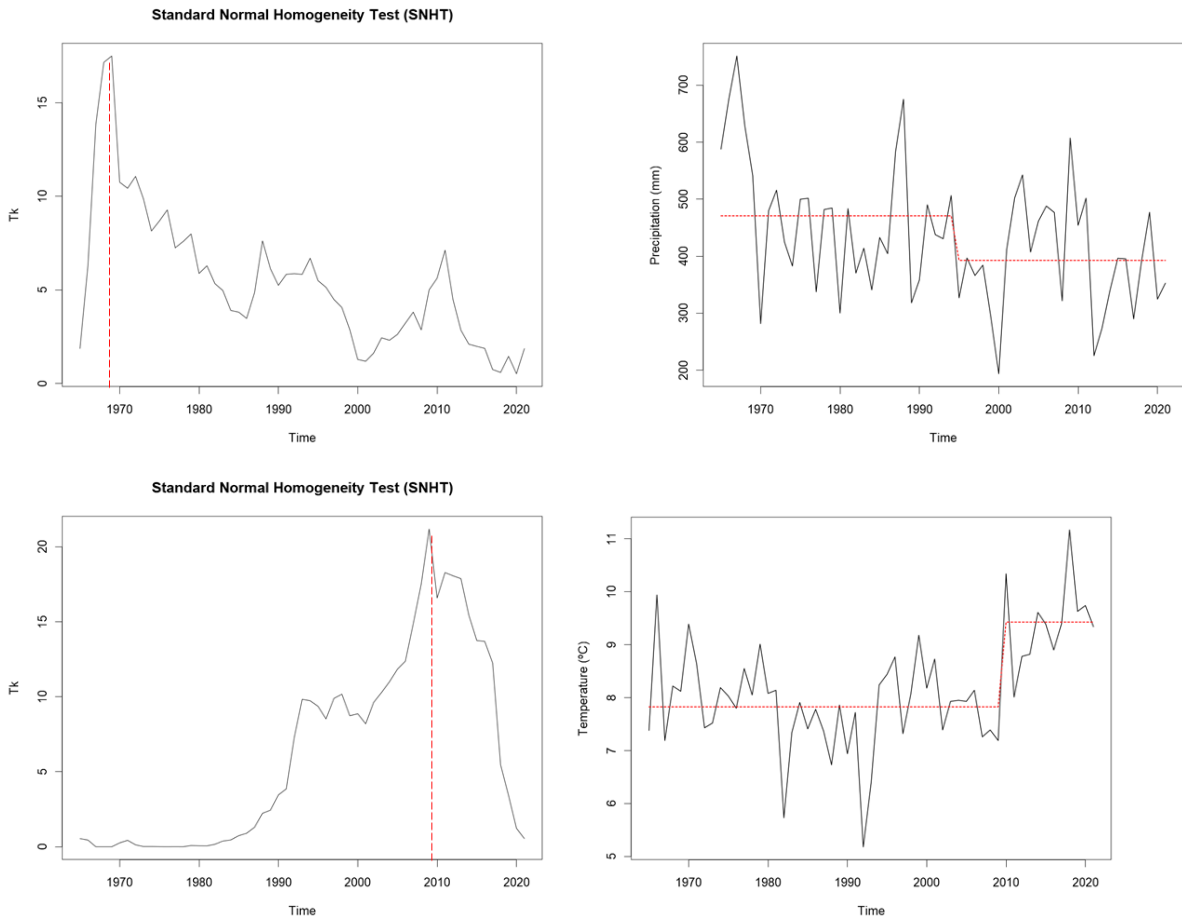 Standard Normal Homogeneity Test (SNHT)
Tk
0
5
10
15
1970 1980 1990 2000 2010 2020
Time
Precipitation (mm)
200
300
400
500
600
700
1970 1980 1990 2000 2010 2020
Time
Standard Normal Homogeneity Test (SNHT)
Tk
0
5
10
15
20
1970 1980 1990 2000 2010 2020
Time
Temperature (ºC)
5
6
7
8
9
10
11
1970 1980 1990 2000 2010 2020
Time